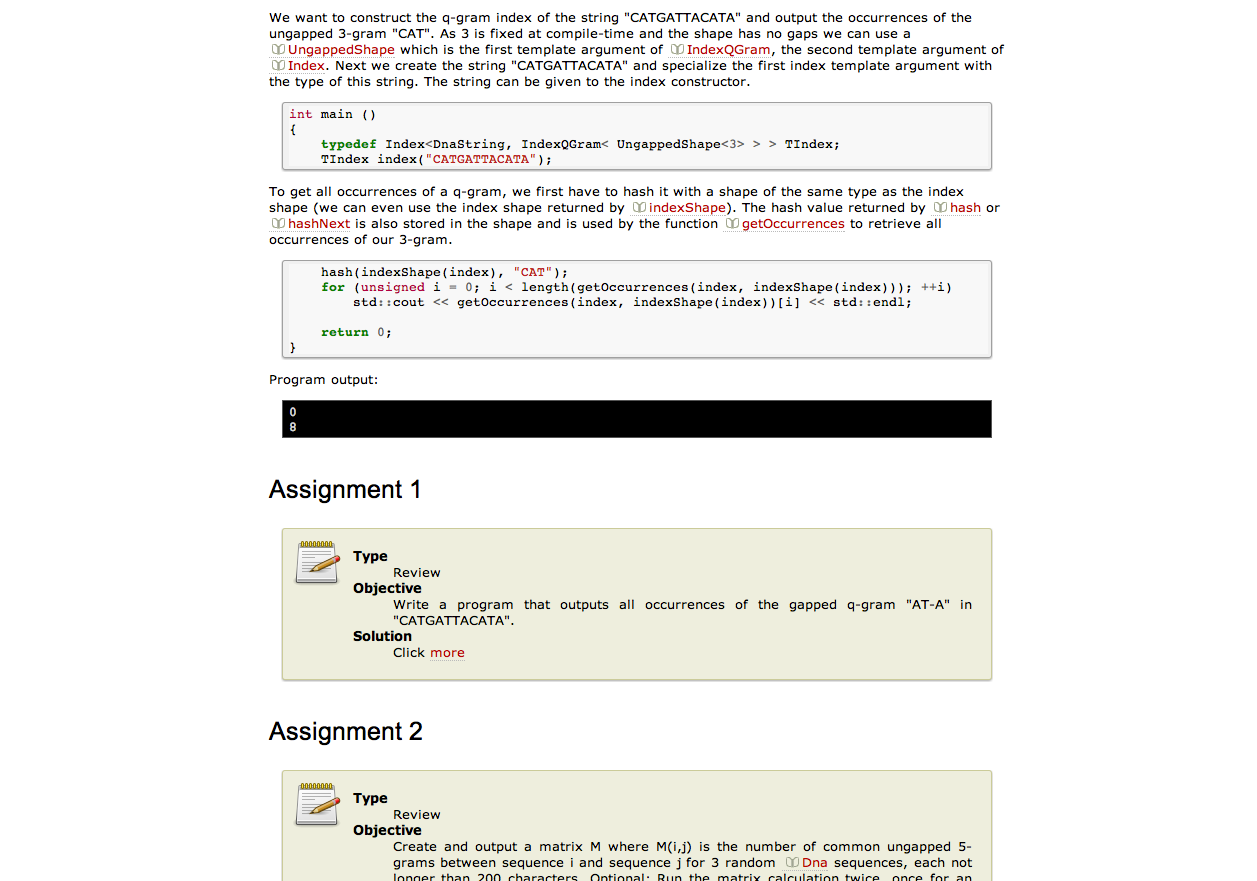 We want to construct the q-gram index of the string "CATGATTACATA" and output the occurrences of the
ungapped 3-gram "CAT". As 3 is fixed at compile-time and the shape has no gaps we can use a
UngappedShape which is the first template argument of IndexQGram, the second template argument of
Index. Next we create the string "CATGATTACATA" and specialize the first index template argument with
the type of this string. The string can be given to the index constructor.
int main ()
{
    typedef Index<DnaString, IndexQGram< UngappedShape<3> > > TIndex;
    TIndex index("CATGATTACATA");
To get all occurrences of a q-gram, we first have to hash it with a shape of the same type as the index
shape (we can even use the index shape returned by indexShape). The hash value returned by hash or
hashNext is also stored in the shape and is used by the function getOccurrences to retrieve all
occurrences of our 3-gram.
    hash(indexShape(index), "CAT");
    for (unsigned i = 0; i < length(getOccurrences(index, indexShape(index))); ++i)
        std::cout << getOccurrences(index, indexShape(index))[i] << std::endl;
    return 0;
}
Program output:
0
8
Assignment 1
Type
Review
Objective
Write a program that outputs all occurrences of the gapped q-gram "AT-A" in
"CATGATTACATA".
Solution
Click more
Assignment 2
Type
Review
Objective
Create and output a matrix M where M(i,j) is the number of common ungapped 5-
grams between sequence i and sequence j for 3 random Dna sequences, each not
longer than 200 characters. Optional: Run the matrix calculation twice, once for an